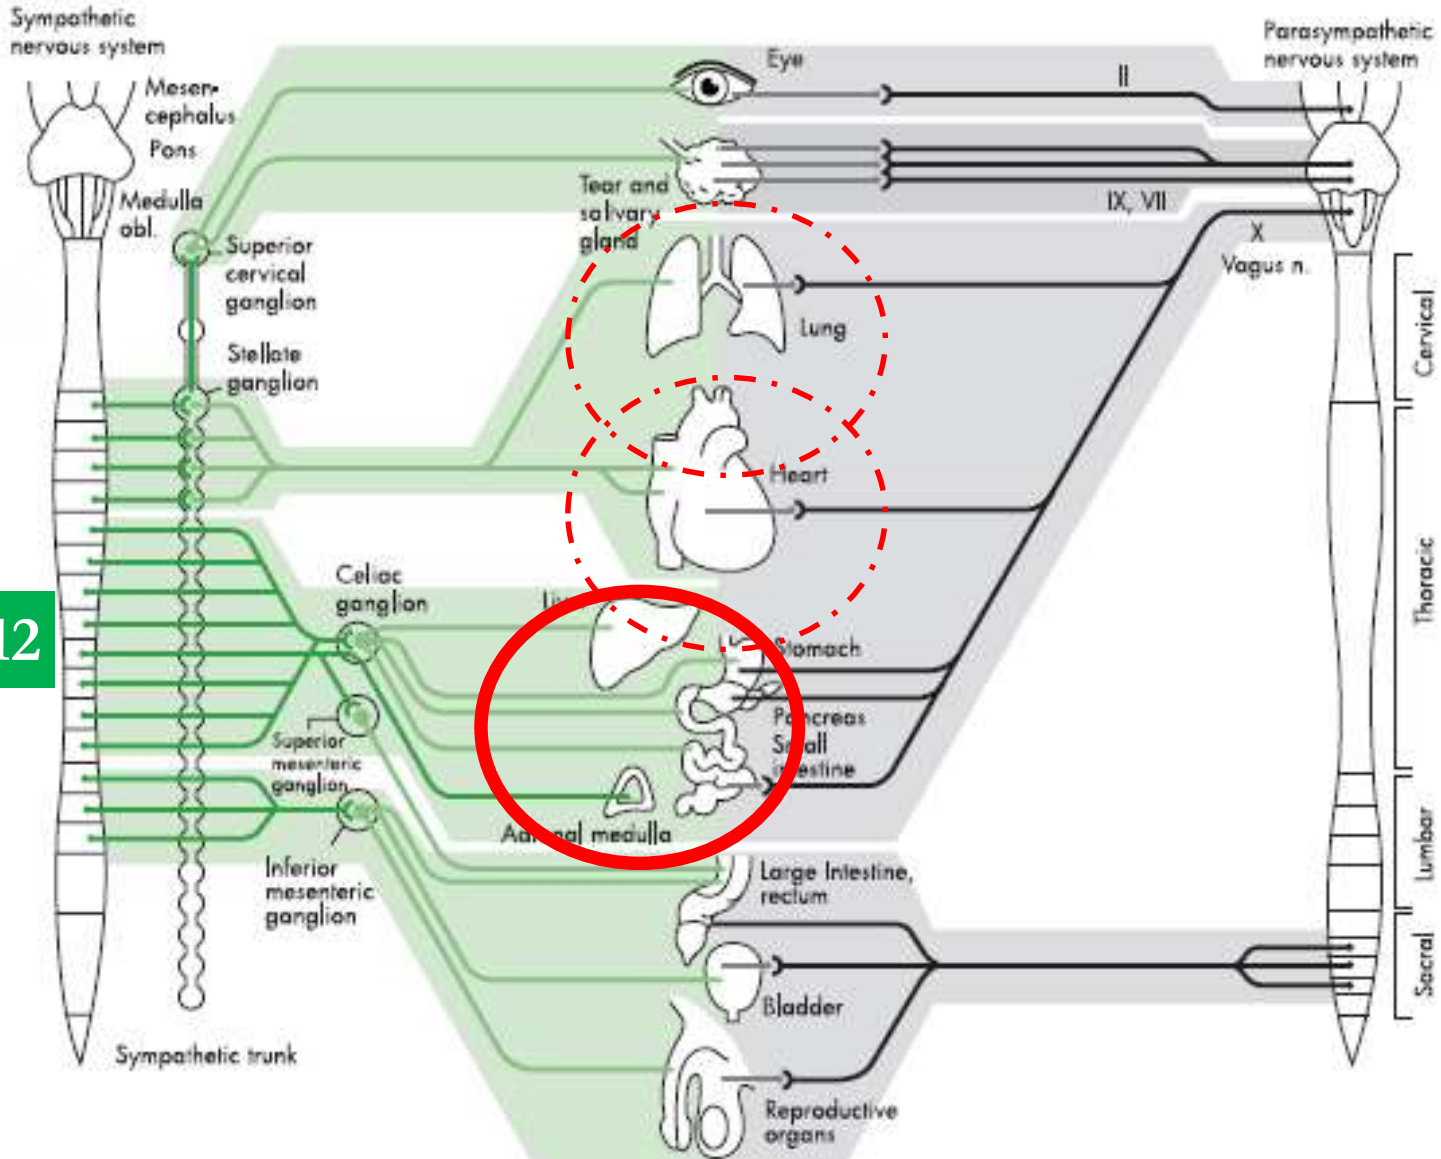 Sympathetic
nervous system
Mesen-
cephalus
Pons
Medulla
obl.
Superior
cervical
ganglion
Stellate
ganglion
Celiac
ganglion
Superior
mesenteric
ganglion
Inferior
mesenteric
ganglion
Sympathetic trunk
12
Eye
Tear and
salivary
gland
Lung
Heart
Stomach
Pancreas
Small
intestine
medulla
Large Intestine,
rectum
Bladder
Reproductive
organs
Parasympathetic
nervous system
II
IX, VII
X
Vagus n.
Cervical
Thoracic
Lumbar
Sacral